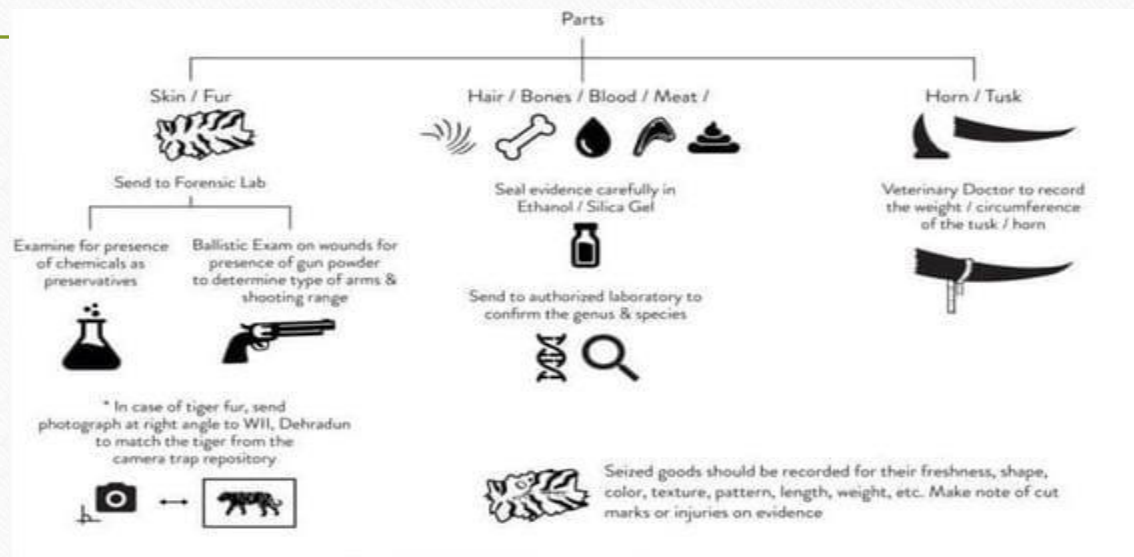 Parts
Skin / Fur
Hair / Bones / Blood / Meat /
Horn / Tusk
Send to Forensic Lab
Examine for presence
of chemicals as
preservatives
Ballistic Exam on wounds for
presence of gun powder
to determine type of arms &
shooting range
* In case of tiger fur, send
photograph at right angle to WII, Dehradun
to match the tiger from the
camera trap repository
Seal evidence carefully in
Ethanol / Silica Gel
Send to authorized laboratory to
confirm the genus & species
Veterinary Doctor to record
the weight / circumference
of the tusk / horn
Seized goods should be recorded for their freshness, shape,
color, texture, pattern, length, weight, etc. Make note of cut
marks or injuries on evidence